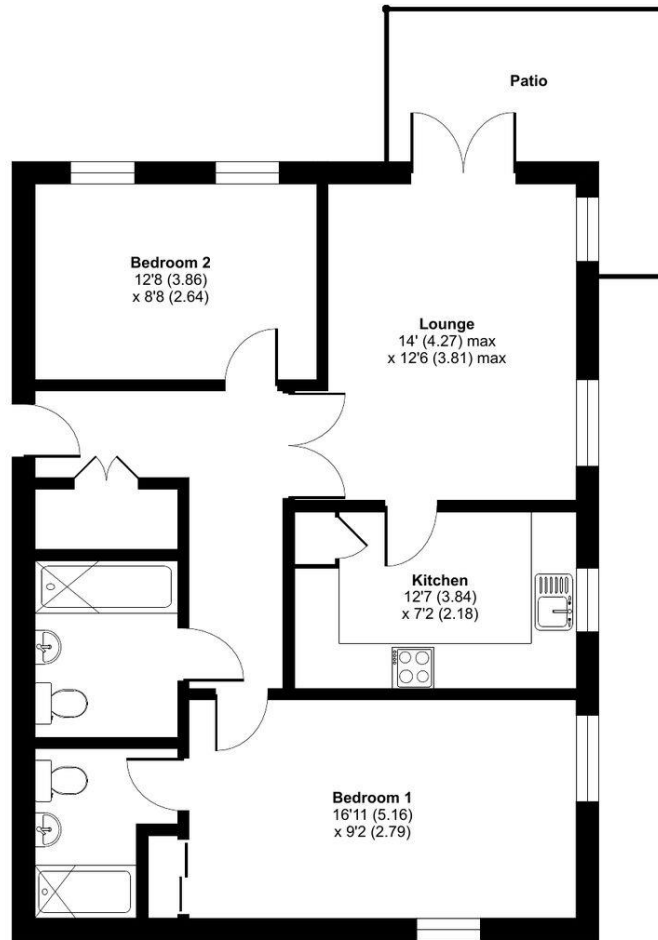 Patio
Bedroom 2
12'8 (3.86)
x 8'8 (2.64)
Lounge
14' (4.27) max
x 12'6 (3.81) max
Kitchen
12'7 (3.84)
x 7'2 (2.18)
Bedroom 1
16'11 (5.16)
x 9'2 (2.79)